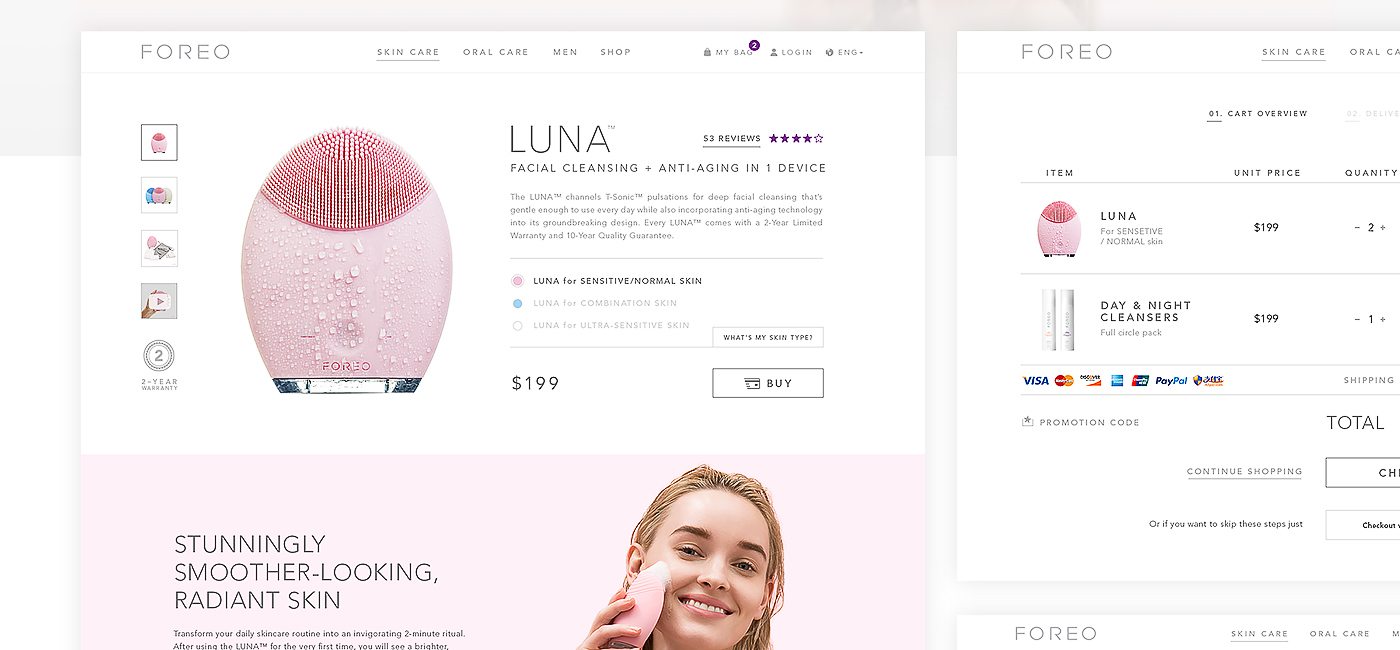 FOREO
SKIN CARE
ORAL CARE
MEN
SHOP
MY BAG
2
LOGIN
ENG
2
2-YEAR
WARRANTY
FOREO
LUNA™
53 REVIEWS
FACIAL CLEANSING + ANTI-AGING IN 1 DEVICE
The LUNA™ channels T-Sonic™ pulsations for deep facial cleansing that's
gentle enough to use every day while also incorporating anti-aging technology
into its groundbreaking design. Every LUNA™ comes with a 2-Year Limited
Warranty and 10-Year Quality Guarantee.
LUNA for SENSITIVE/NORMAL SKIN
LUNA for COMBINATION SKIN
LUNA for ULTRA-SENSITIVE SKIN
WHAT'S MY SKIN TYPE?
$199
BUY
STUNNINGLY
SMOOTHER-LOOKING,
RADIANT SKIN
Transform your daily skincare routine into an invigorating 2-minute ritual.
After using the LUNA™ for the very first time, you will see a brighter,
FOREO
SKIN CARE
ORAL CA
01. CART OVERVIEW
02. DELIVE
ITEM
UNIT PRICE
QUANITY
LUNA
For SENSETIVE
/ NORMAL skin
$199
- 2 +
DAY & NIGHT
CLEANSERS
Full circle pack
$199
- 1 +
VISA
MasterCard
DISCOVER
PayPal
支付宝
SHIPPING
PROMOTION CODE
TOTAL
CONTINUE SHOPPING
CH
Or if you want to skip these steps just
Checkout
FOREO
SKIN CARE
ORAL CARE
M